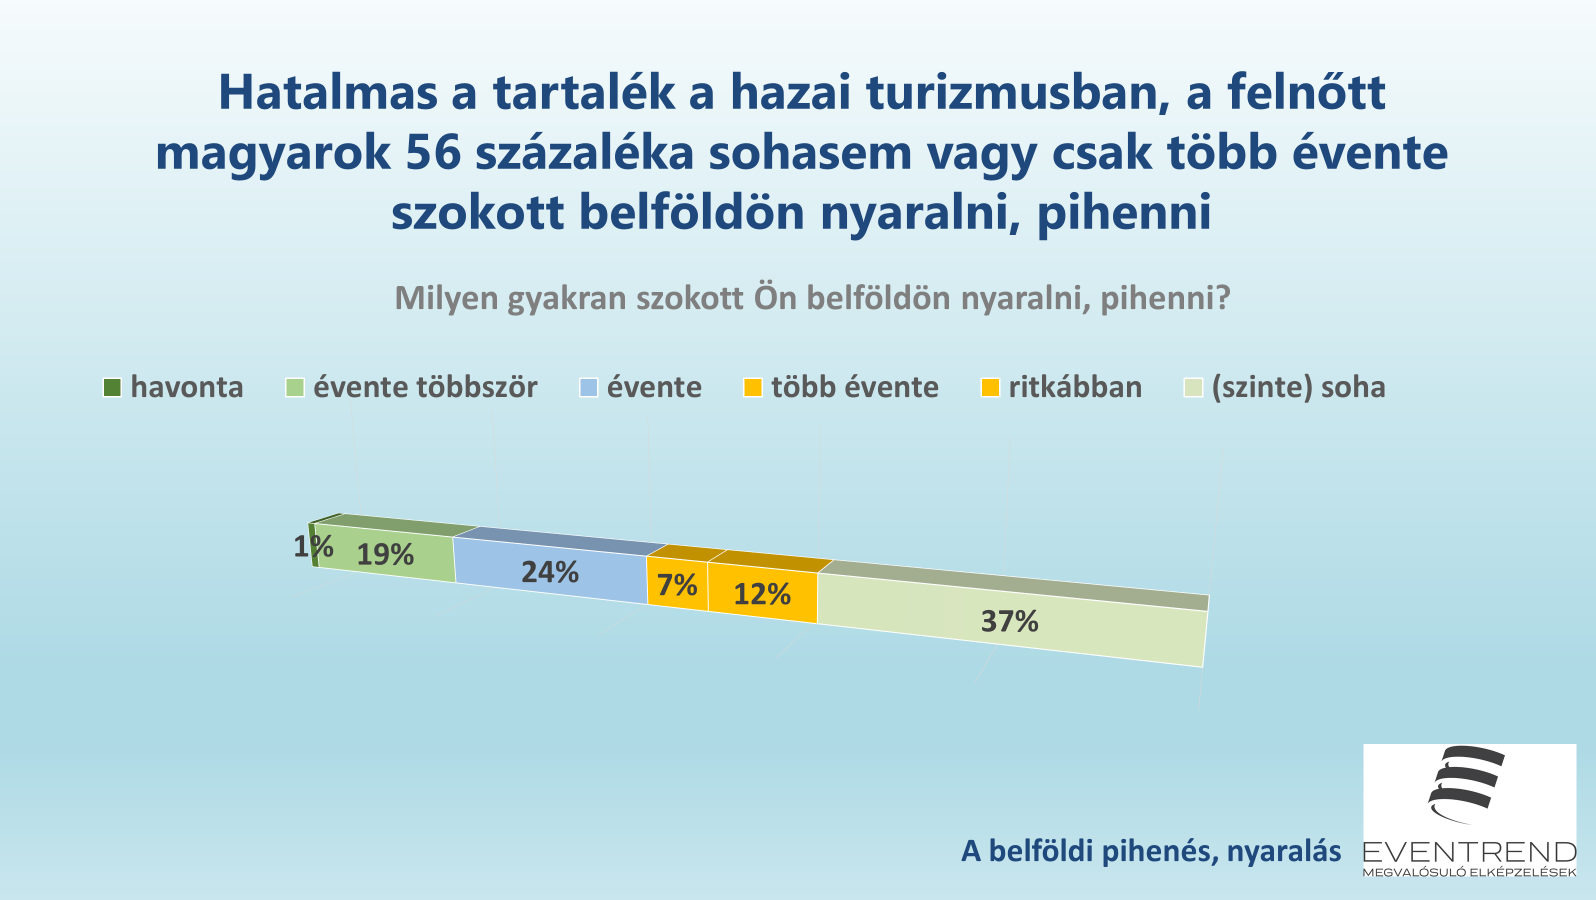 Hatalmas a tartalék a hazai turizmusban, a felnőtt
magyarok 56 százaléka sohasem vagy csak több évente
szokott belföldön nyaralni, pihenni
Milyen gyakran szokott Ön belföldön nyaralni, pihenni?
havonta évente többször évente több évente ritkábban (szinte) soha
1% 19% 24% 7% 12% 37%
A belföldi pihenés, nyaralás
EVENTREND
MEGVALÓSULÓ ELKÉPZELÉSEK